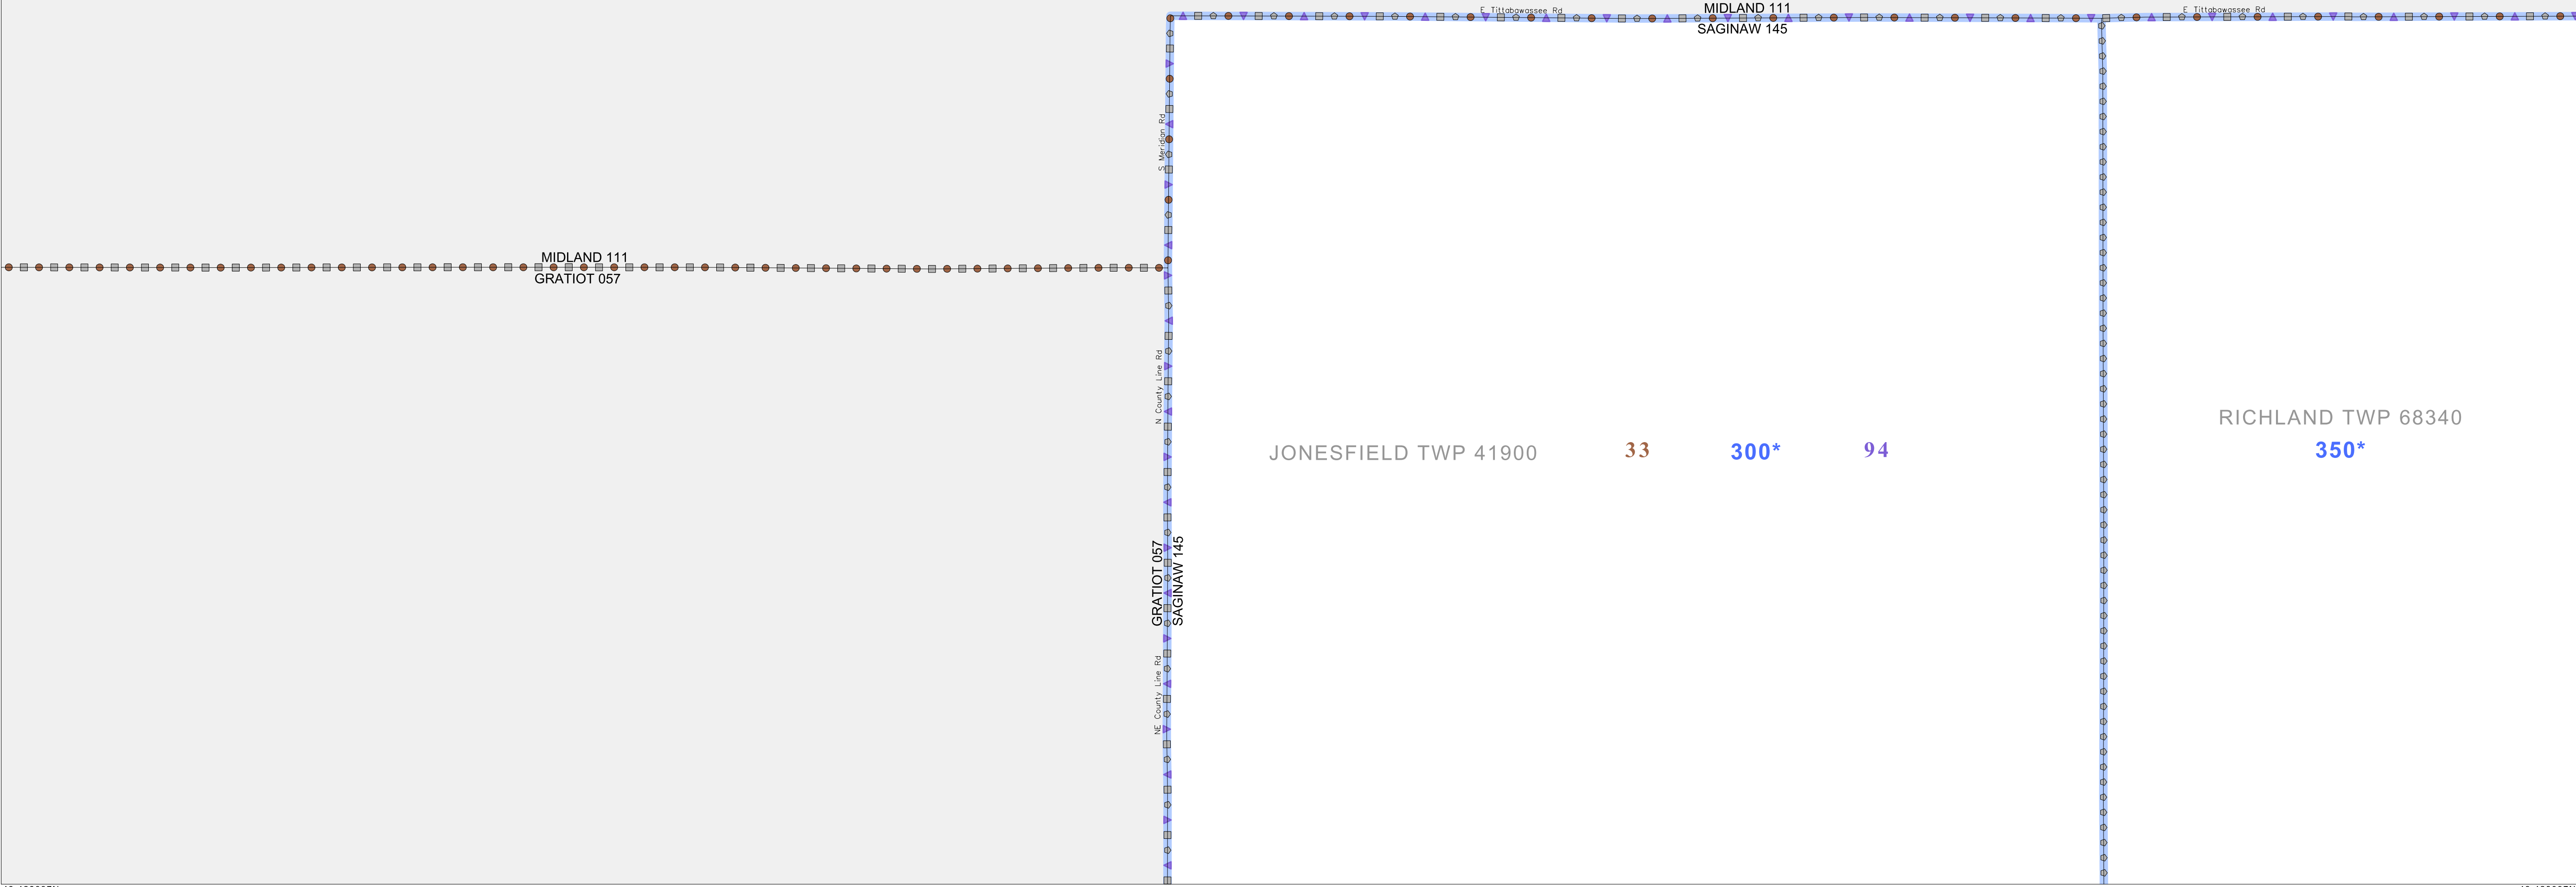 E Tittabawassee Rd
MIDLAND 111
SAGINAW 145
E Tittabawassee Rd
S Meridian Rd
MIDLAND 111
GRATIOT 057
N County Line Rd
JONESFIELD TWP 41900
33
300*
94
RICHLAND TWP 68340
350*
GRATIOT 057
SAGINAW 145
NE County Line Rd